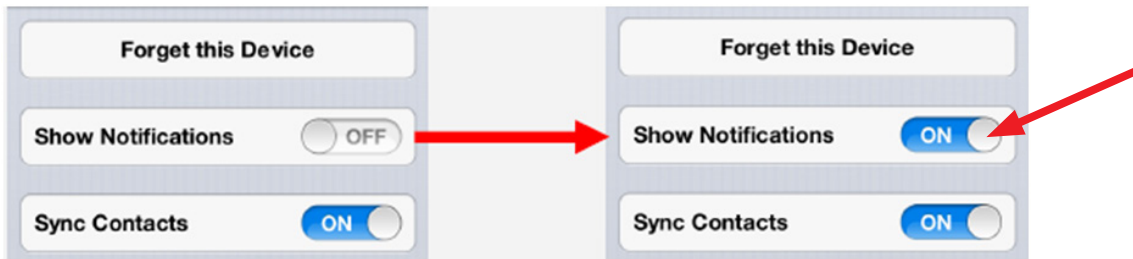 Forget this Device
Show Notifications OFF
Sync Contacts ON
Forget this Device
Show Notifications ON
Sync Contacts ON